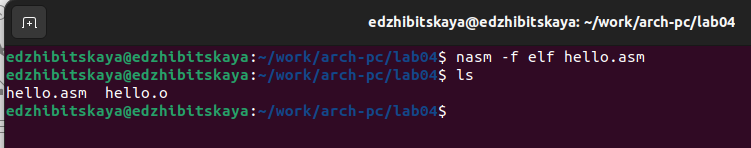 edzhibitskaya@edzhibitskaya: ~/work/arch-pc/lab04
edzhibitskaya@edzhibitskaya:~/work/arch-pc/lab04$ nasm -f elf hello.asm
edzhibitskaya@edzhibitskaya:~/work/arch-pc/lab04$ ls
hello.asm  hello.o
edzhibitskaya@edzhibitskaya:~/work/arch-pc/lab04$